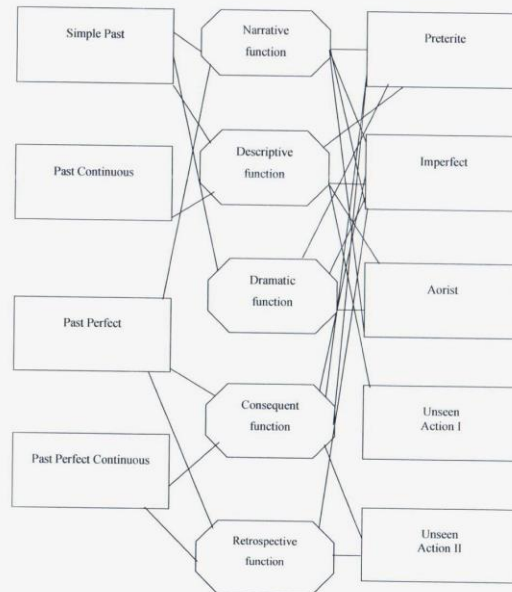 Simple Past
Past Continuous
Past Perfect
Past Perfect Continuous
Narrative
function
Descriptive
function
Dramatic
function
Consequent
function
Retrospective
function
Preterite
Imperfect
Aorist
Unseen
Action I
Unseen
Action II